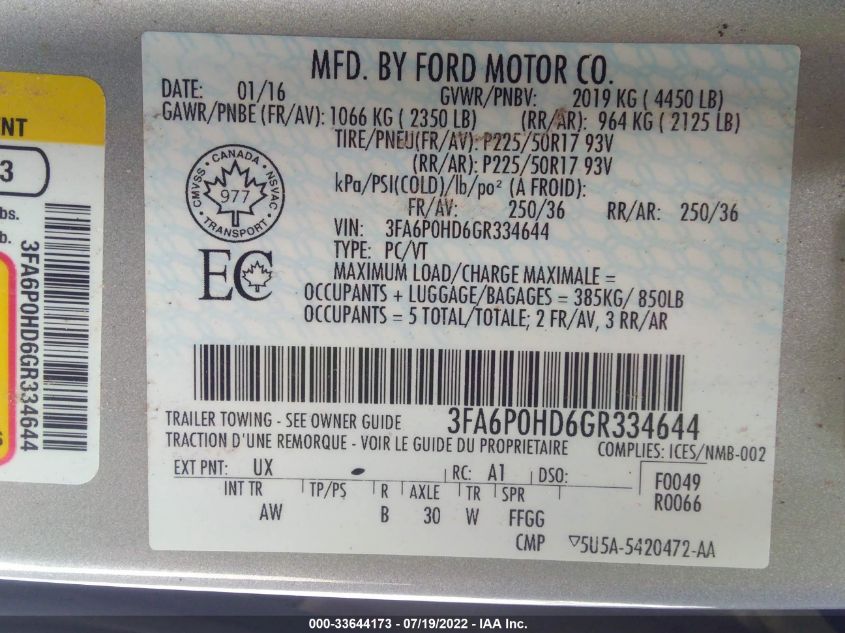 MFD. BY FORD MOTOR CO.
DATE: 01/16 GVWR/PNBV: 2019 KG ( 4450 LB)
GAWR/PNBE (FR/AV): 1066 KG ( 2350 LB) (RR/AR): 964 KG ( 2125 LB)
TIRE/PNEU(FR/AV): P225/50R17 93V
(RR/AR): P225/50R17 93V
kPa/PSI(COLD)/lb/po² (A FROID):
FR/AV: 250/36 RR/AR: 250/36
VIN: 3FA6P0HD6GR334644
TYPE: PC/VT
MAXIMUM LOAD/CHARGE MAXIMALE =
OCCUPANTS + LUGGAGE/BAGAGES = 385KG/ 850LB
OCCUPANTS = 5 TOTAL/TOTALE; 2 FR/AV, 3 RR/AR
CANADA
CMVSS NSVAC
977
TRANSPORT
EC
3FA6P0HD6GR334644
TRAILER TOWING - SEE OWNER GUIDE
TRACTION D'UNE REMORQUE - VOIR LE GUIDE DU PROPRIETAIRE
COMPLIES: ICES/NMB-002
EXT PNT: UX RC: A1 DSO:
F0049
R0066
INT TR TP/PS R AXLE TR SPR
AW B 30 W FFGG
CMP ▽5U5A-5420472-AA
ENT
3
lbs.
b.
3FA6P0HD6GR334644
S
000-33644173 - 07/19/2022 - IAA Inc.